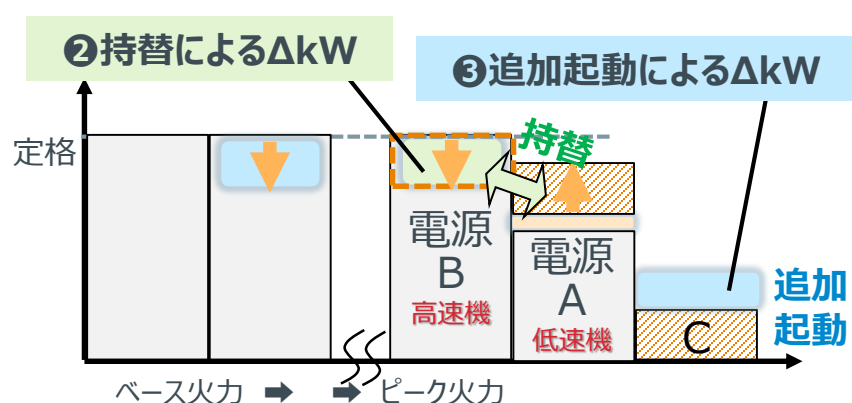 ❷持替によるΔkW
❸追加起動によるΔkW
定格
持替
電源
B
高速機
電源
A
低速機
C
追加
起動
ベース火力 ➡ ➡ ピーク火力